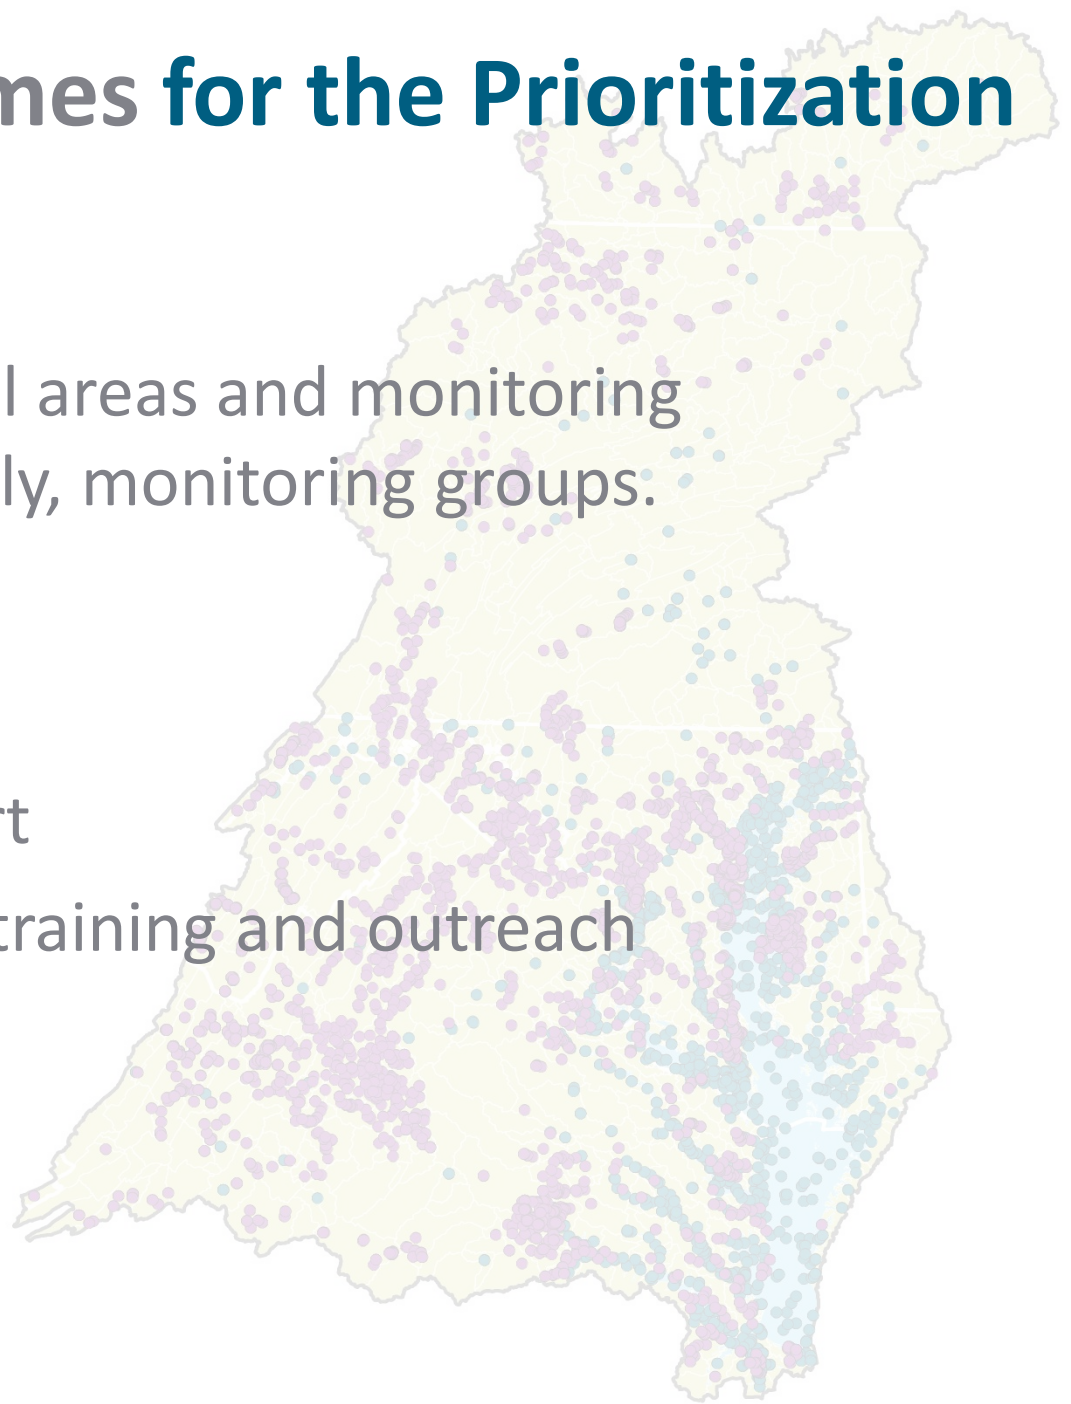 mes for the Prioritization
l areas and monitoring
ly, monitoring groups.
rt
training and outreach